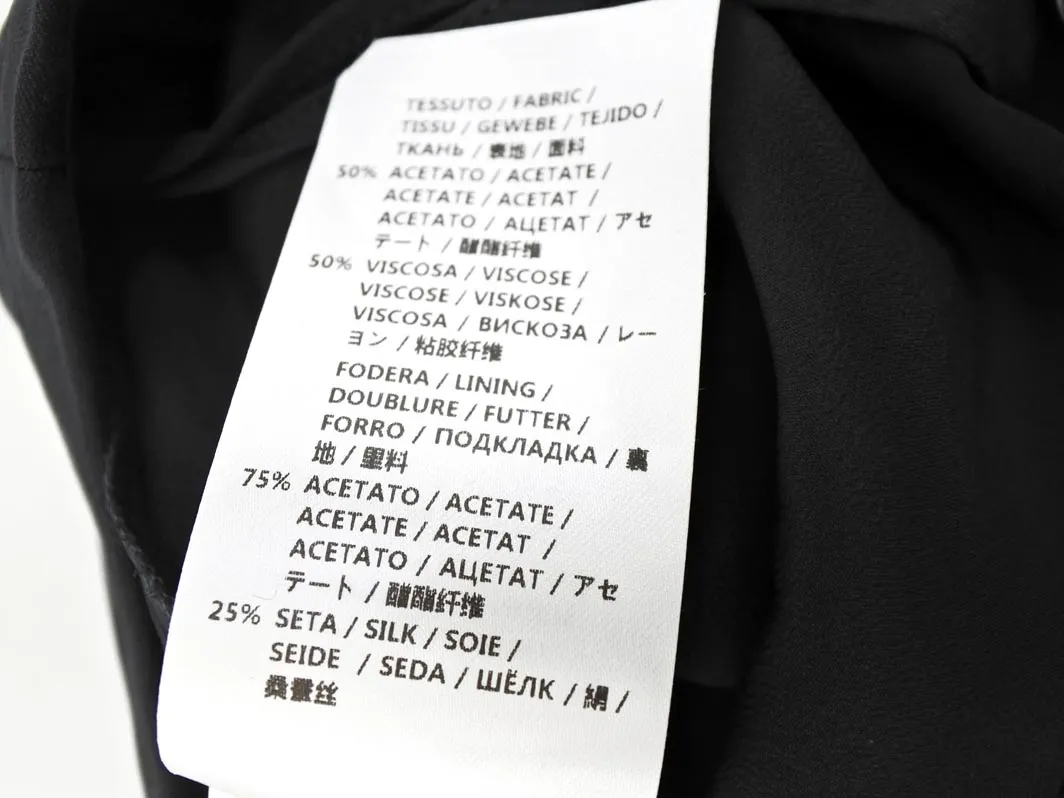 TESSUTO / FABRIC /
TISSU / GEWEBE / TEJIDO /
ТКАНЬ / 表地 / 面料
50% ACETATO / ACETATE /
ACETATE / ACETAT /
ACETATO / АЦЕТАТ / アセ
テート / 醋酯纤维
50% VISCOSA / VISCOSE /
VISCOSE / VISKOSE /
VISCOSA / ВИСКОЗА / レー
ヨン / 粘胶纤维
FODERA / LINING /
DOUBLURE / FUTTER /
FORRO / ПОДКЛАДКА / 裏
地 / 里料
75% ACETATO / ACETATE /
ACETATE / ACETAT /
ACETATO / АЦЕТАТ / アセ
テート / 醋酯纤维
25% SETA / SILK / SOIE /
SEIDE / SEDA / ШЁЛК / 絹 /
桑蚕丝